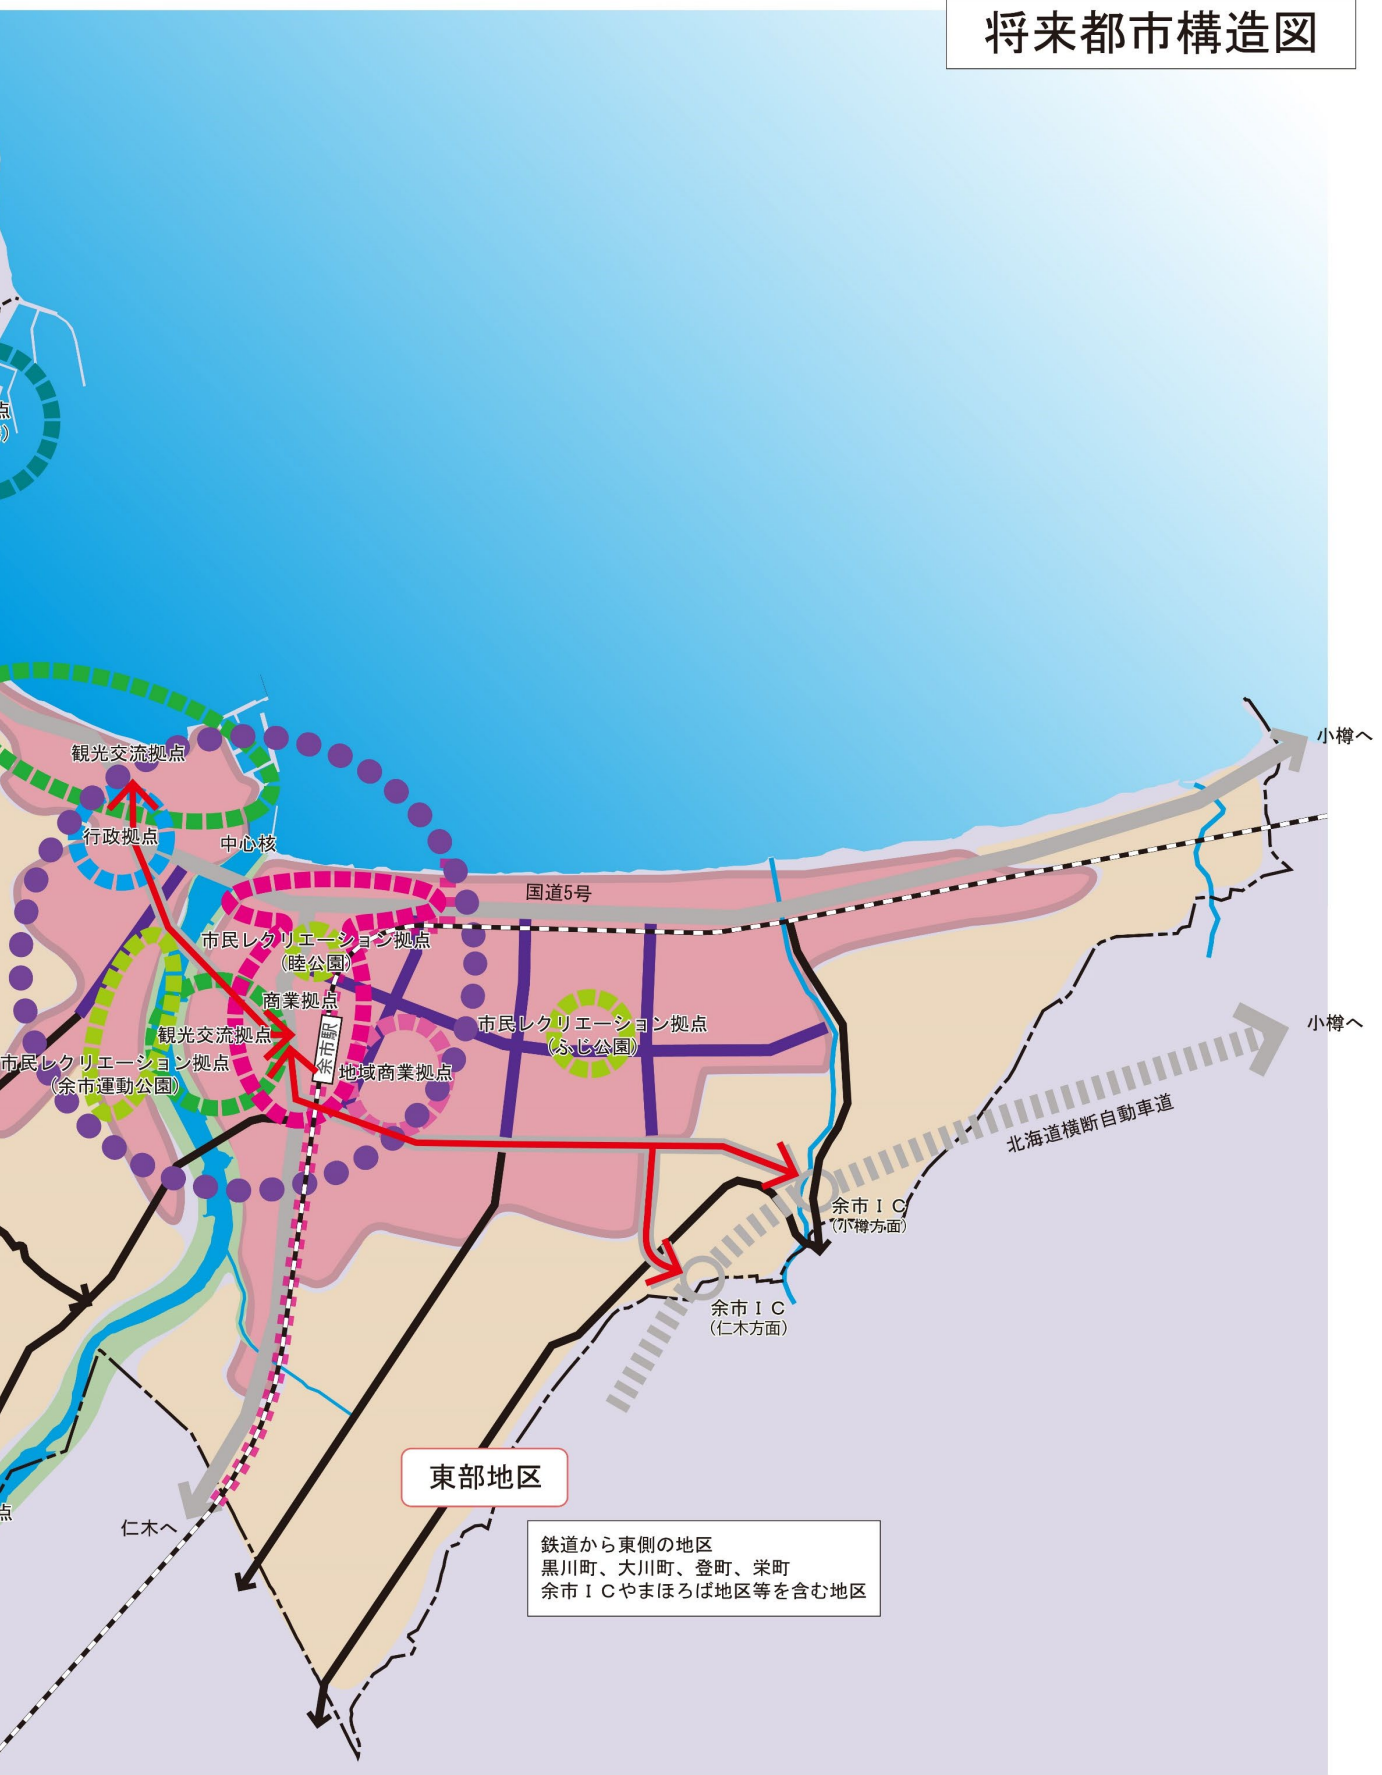 将来都市構造図
点
)
小樽へ
観光交流拠点
行政拠点
中心核
国道5号
市民レクリエーション拠点
(睦公園)
商業拠点
観光交流拠点
余市駅
市民レクリエーション拠点
(ふじ公園)
小樽へ
市民レクリエーション拠点
(余市運動公園)
地域商業拠点
北海道横断自動車道
余市IC
(小樽方面)
余市IC
(仁木方面)
東部地区
点
仁木へ
鉄道から東側の地区
黒川町、大川町、登町、栄町
余市ICやまほろば地区等を含む地区